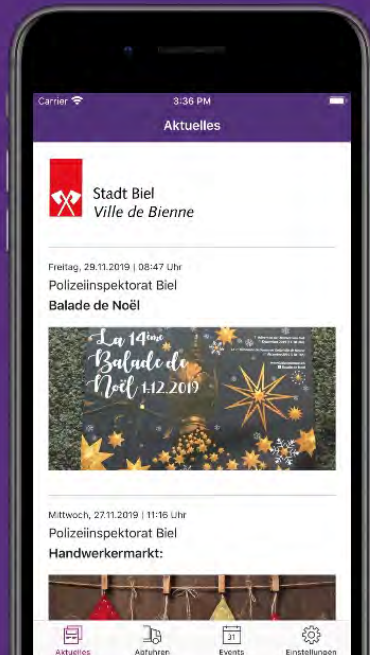 Carrier 3:36 PM
Aktuelles
Stadt Biel
Ville de Bienne
Freitag, 29.11.2019 | 08:47 Uhr
Polizeiinspektorat Biel
Balade de Noël
La 14ème
Balade de
Noël 1.12.2019
Mittwoch, 27.11.2019 | 11:16 Uhr
Polizeiinspektorat Biel
Handwerkermarkt:
31
Aktuelles Abfuhren Events Einstellungen